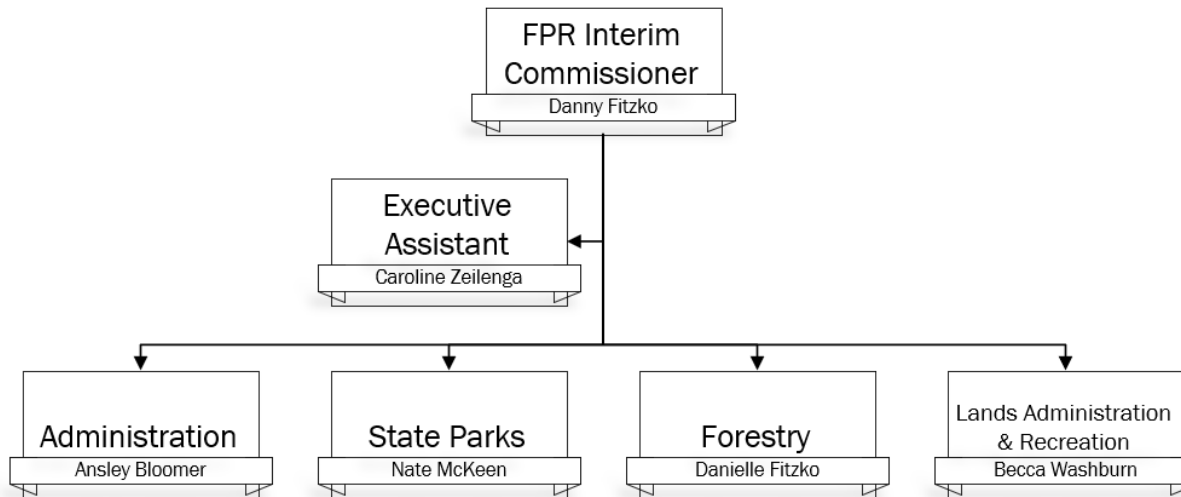 FPR Interim
Commissioner
Danny Fitzko
Executive
Assistant
Caroline Zeilenga
Administration
Ansley Bloomer
State Parks
Nate McKeen
Forestry
Danielle Fitzko
Lands Administration
& Recreation
Becca Washburn